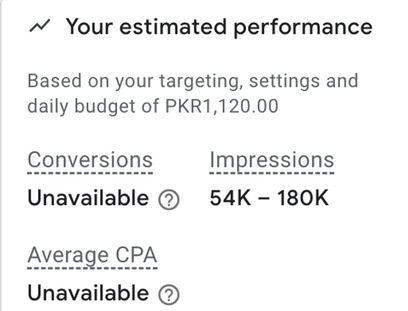 Your estimated performance
Based on your targeting, settings and
daily budget of PKR1,120.00
Conversions
Impressions
Unavailable
54K – 180K
Average CPA
Unavailable